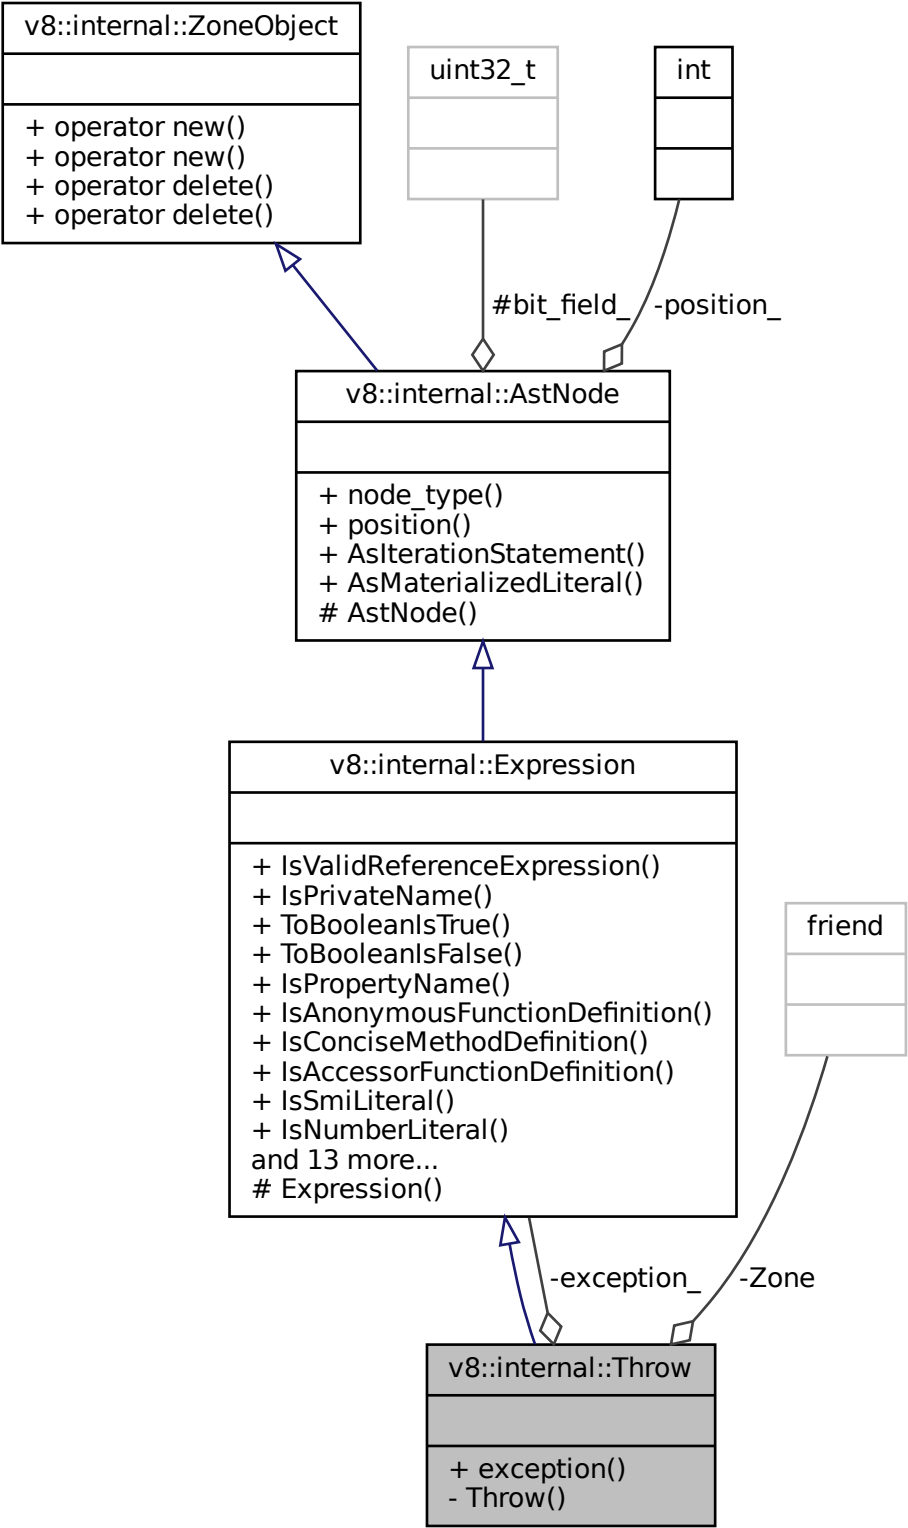 v8::internal::ZoneObject
+ operator new()
+ operator new()
+ operator delete()
+ operator delete()
uint32_t
int
#bit_field_
-position_
v8::internal::AstNode
+ node_type()
+ position()
+ AsIterationStatement()
+ AsMaterializedLiteral()
# AstNode()
v8::internal::Expression
+ IsValidReferenceExpression()
+ IsPrivateName()
+ ToBooleanIsTrue()
+ ToBooleanIsFalse()
+ IsPropertyName()
+ IsAnonymousFunctionDefinition()
+ IsConciseMethodDefinition()
+ IsAccessorFunctionDefinition()
+ IsSmiLiteral()
+ IsNumberLiteral()
and 13 more...
# Expression()
friend
-exception_
-Zone
v8::internal::Throw
+ exception()
- Throw()